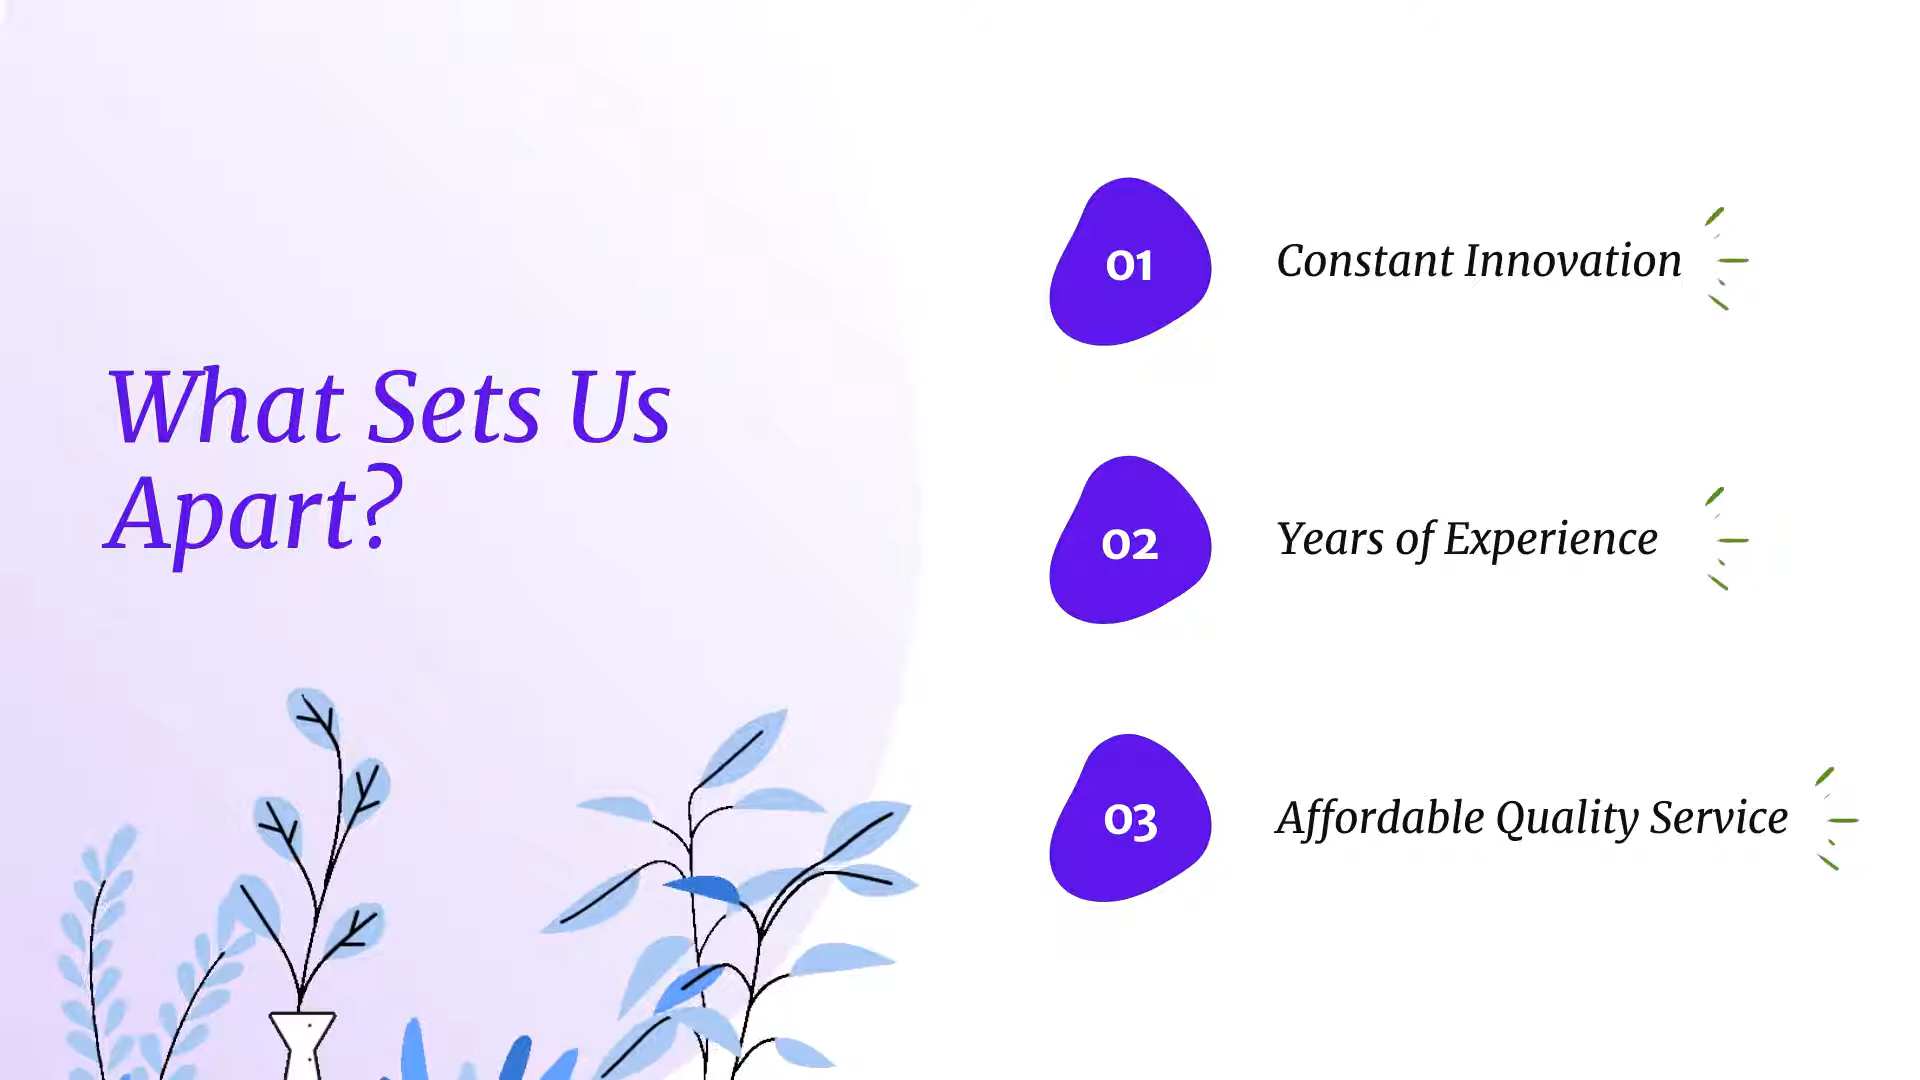 What Sets Us
Apart?
01
Constant Innovation
02
Years of Experience
03
Affordable Quality Service